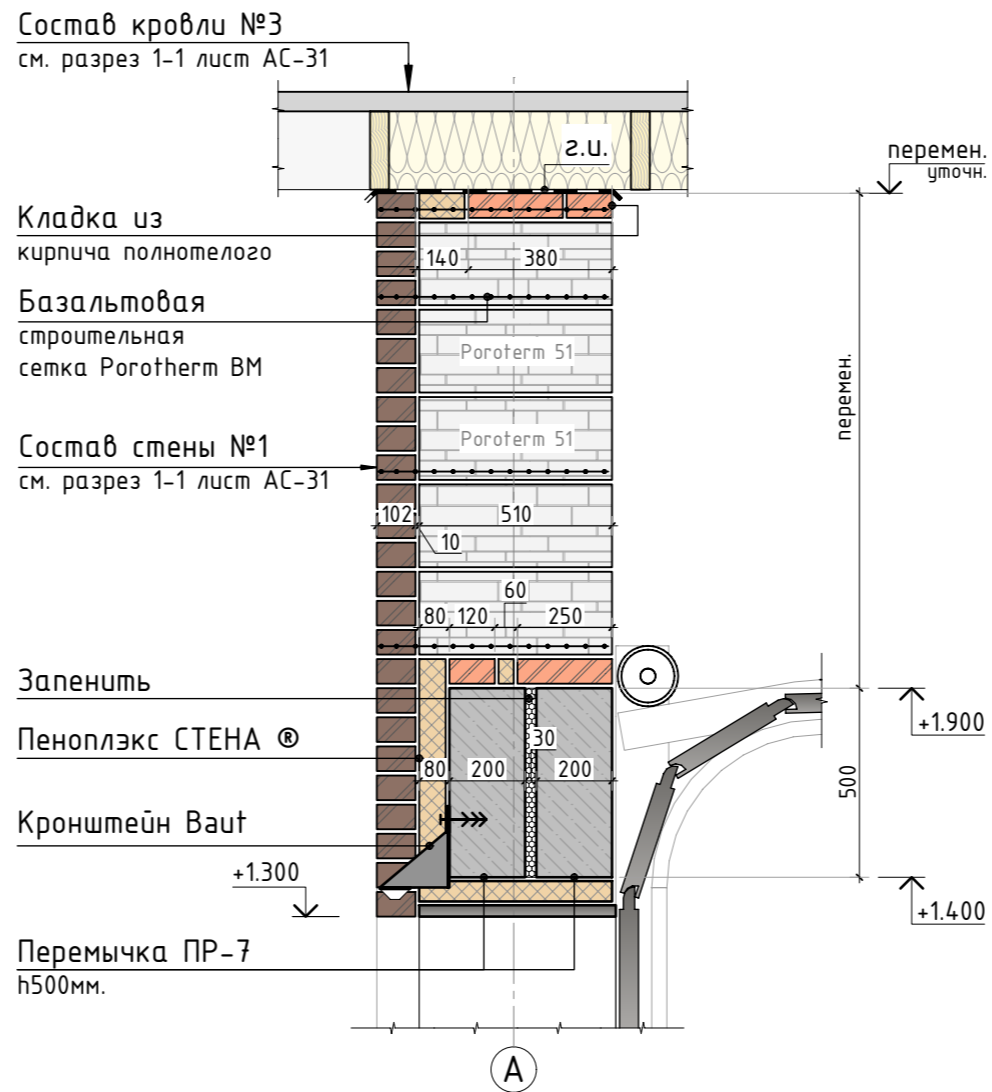 Состав кровли №3
см. разрез 1-1 лист АС-31
г.и.
перемен.
уточн.
Кладка из
кирпича полнотелого
140
380
Базальтовая
строительная
сетка Porotherm BM
Poroterm 51
перемен.
Состав стены №1
см. разрез 1-1 лист АС-31
Poroterm 51
102
510
10
60
80
120
250
Запенить
+1.900
Пеноплэкс СТЕНА ®
30
80
200
200
500
Кронштейн Baut
+1.300
+1.400
Перемычка ПР-7
h500мм.
А